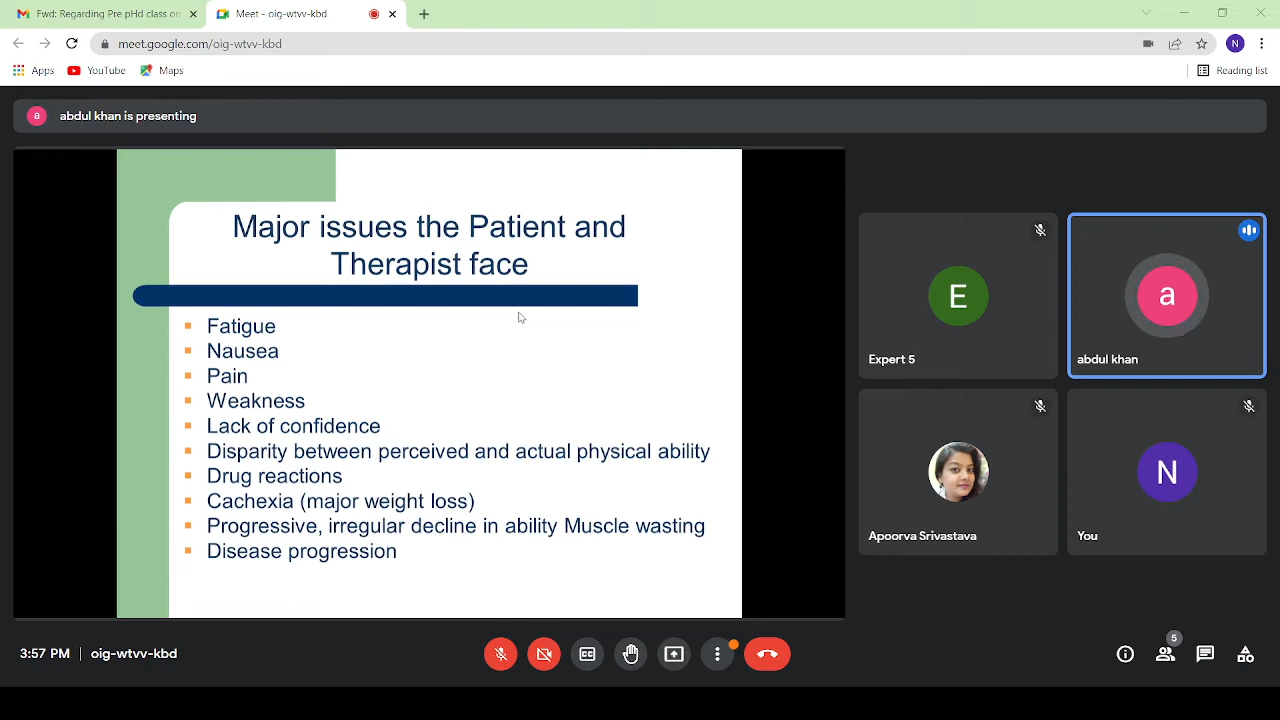 Fwd: Regarding Pre pHd class on
Meet - oig-wtvv-kbd
meet.google.com/oig-wtvv-kbd
N
Apps
YouTube
Maps
Reading list
a
abdul khan is presenting
Major issues the Patient and
Therapist face
Fatigue
Nausea
Pain
Weakness
Lack of confidence
Disparity between perceived and actual physical ability
Drug reactions
Cachexia (major weight loss)
Progressive, irregular decline in ability Muscle wasting
Disease progression
E
Expert 5
a
abdul khan
Apoorva Srivastava
N
You
3:57 PM | oig-wtvv-kbd
CC
5